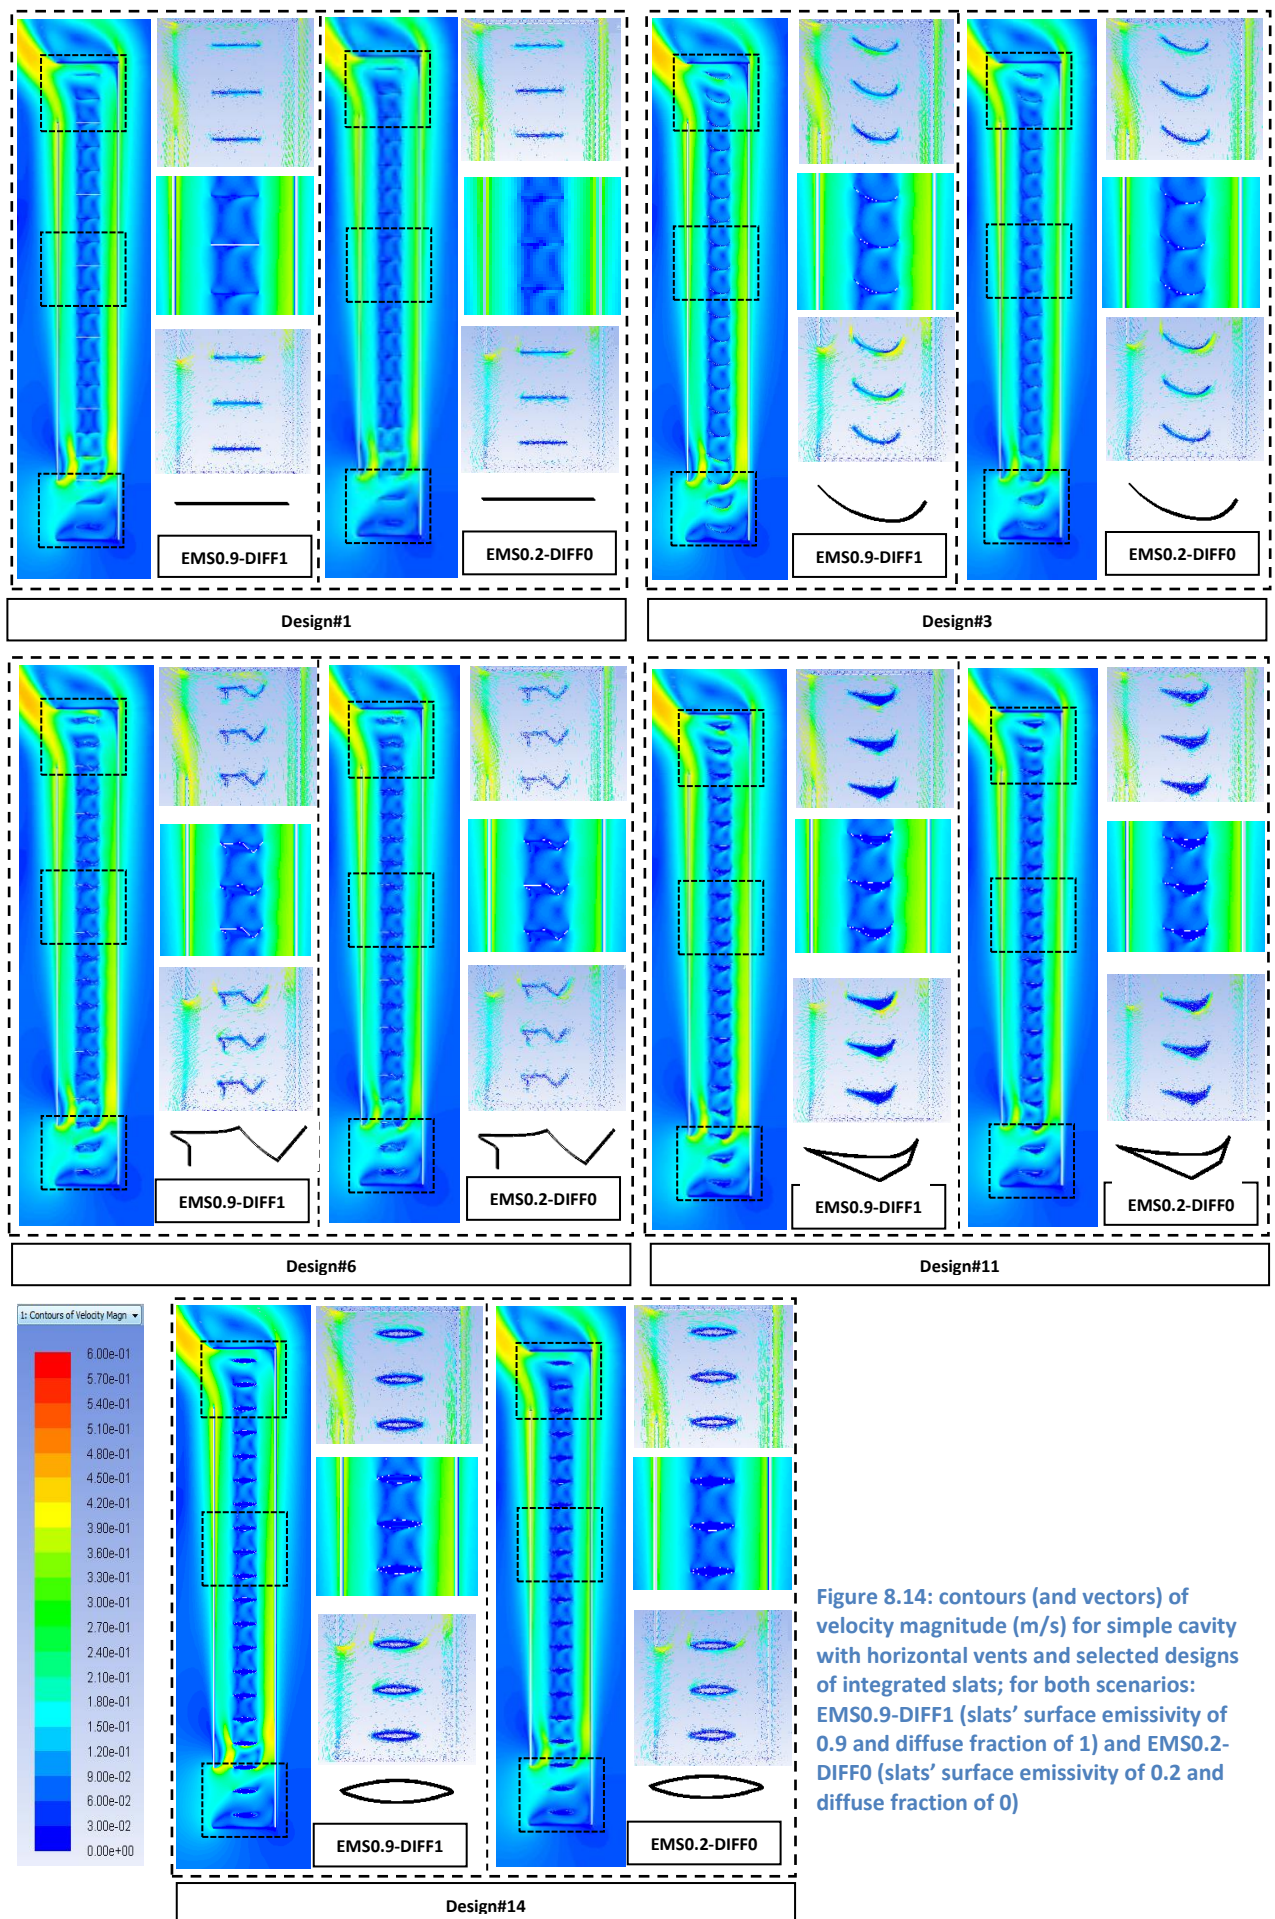 EMS0.9-DIFF1
EMS0.2-DIFF0
Design#1
EMS0.9-DIFF1
EMS0.2-DIFF0
Design#3
EMS0.9-DIFF1
EMS0.2-DIFF0
Design#6
EMS0.9-DIFF1
EMS0.2-DIFF0
Design#11
1: Contours of Velocity Magn
6.00e-01
5.70e-01
5.40e-01
5.10e-01
4.80e-01
4.50e-01
4.20e-01
3.90e-01
3.60e-01
3.30e-01
3.00e-01
2.70e-01
2.40e-01
2.10e-01
1.80e-01
1.50e-01
1.20e-01
9.00e-02
6.00e-02
3.00e-02
0.00e+00
EMS0.9-DIFF1
EMS0.2-DIFF0
Design#14
Figure 8.14: contours (and vectors) of
velocity magnitude (m/s) for simple cavity
with horizontal vents and selected designs
of integrated slats; for both scenarios:
EMS0.9-DIFF1 (slats’ surface emissivity of
0.9 and diffuse fraction of 1) and EMS0.2-
DIFF0 (slats’ surface emissivity of 0.2 and
diffuse fraction of 0)